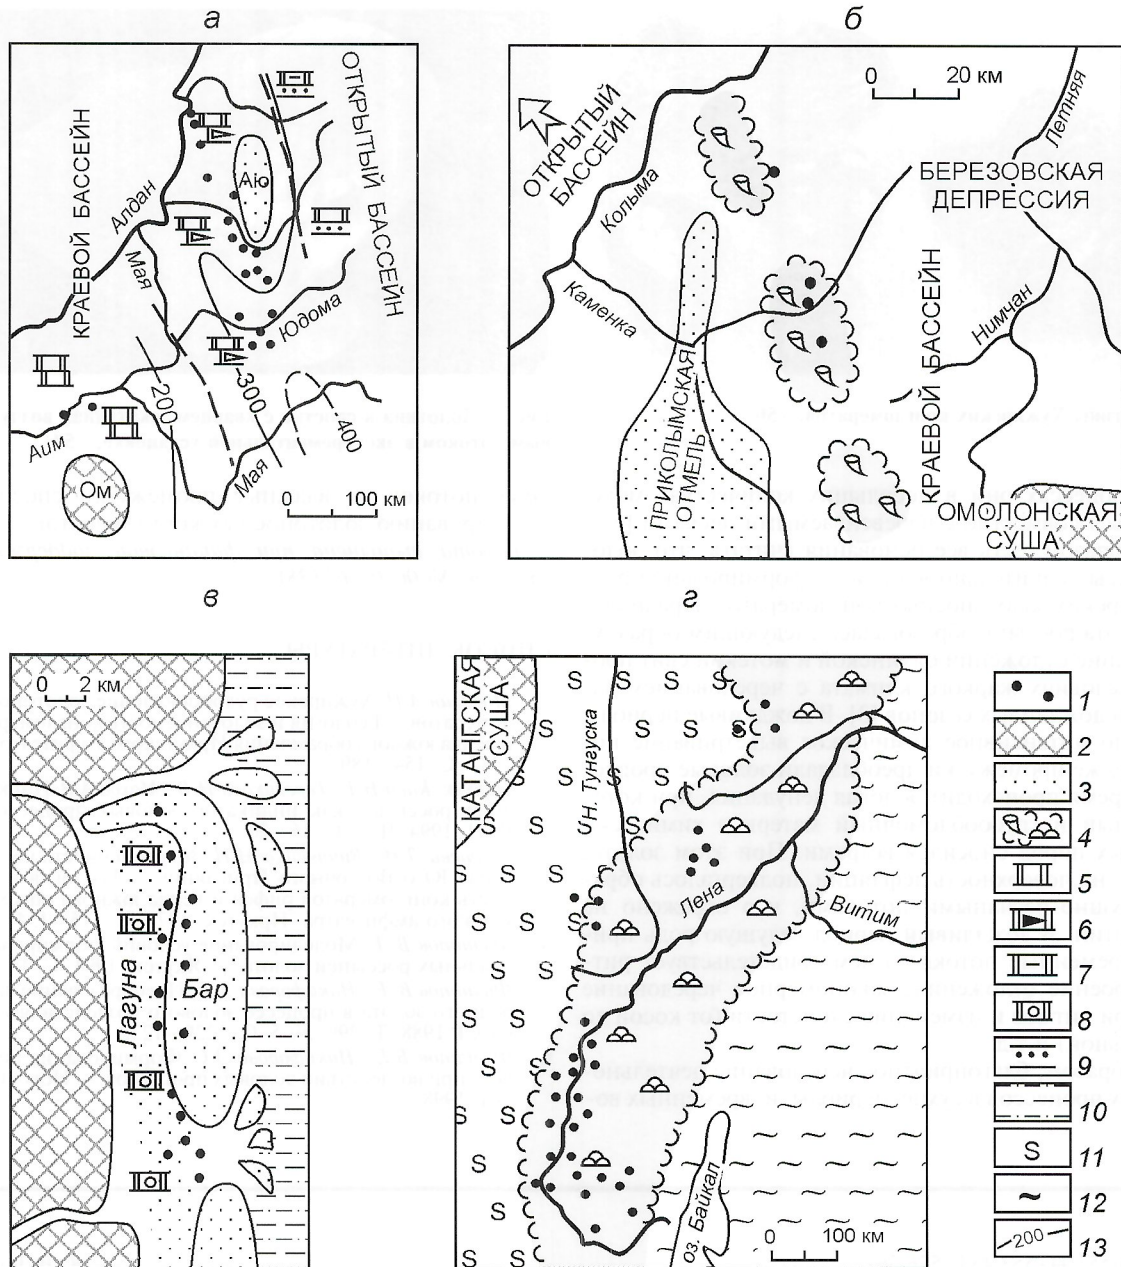 а
КРАЕВОЙ БАССЕЙН
Алдан
Аю
ОТКРЫТЫЙ БАССЕЙН
Мая
Юдома
200
300
400
Аим
Мая
Ом
0 100 км
б
0 20 км
ОТКРЫТЫЙ
БАССЕЙН
Колыма
Летняя
БЕРЕЗОВСКАЯ
ДЕПРЕССИЯ
Каменка
Нимчан
КРАЕВОЙ БАССЕЙН
ПРИКОЛЫМСКАЯ
ОТМЕЛЬ
ОМОЛОНСКАЯ
СУША
в
0 2 км
Лагуна
Бар
г
КАТАНГСКАЯ
СУША
Н. Тунгуска
S S S S
S S S
S S S
S S S S
S S S
S S S
S S
S S
S S
S S
S S
S
S
S S
Лена
Витим
оз. Байкал
0 100 км
1
2
3
4
5
6
7
8
9
10
S 11
12
200 13